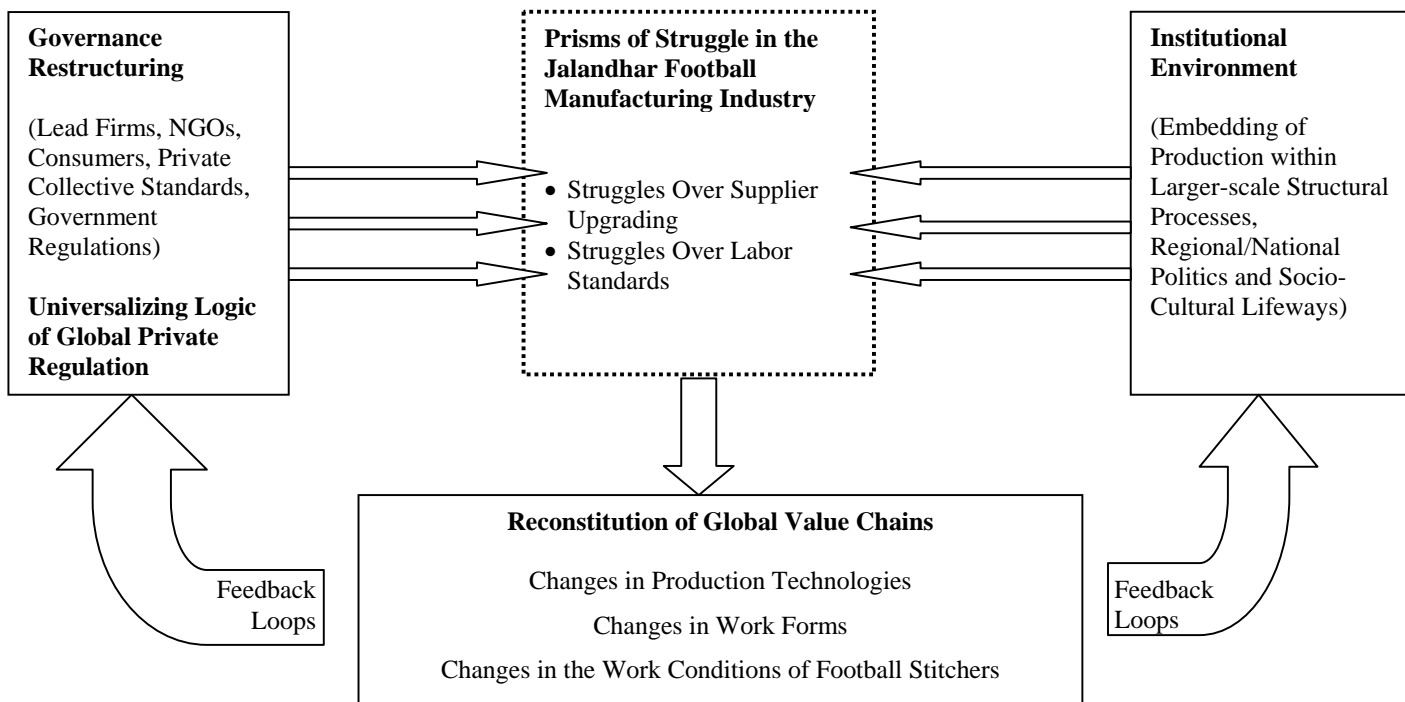 Governance
Restructuring
(Lead Firms, NGOs,
Consumers, Private
Collective Standards,
Government
Regulations)
Universalizing Logic
of Global Private
Regulation
Prisms of Struggle in the
Jalandhar Football
Manufacturing Industry
• Struggles Over Supplier
Upgrading
• Struggles Over Labor
Standards
Institutional
Environment
(Embedding of
Production within
Larger-scale Structural
Processes,
Regional/National
Politics and Socio-
Cultural Lifeways)
Feedback
Loops
Reconstitution of Global Value Chains
Changes in Production Technologies
Changes in Work Forms
Changes in the Work Conditions of Football Stitchers
Feedback
Loops